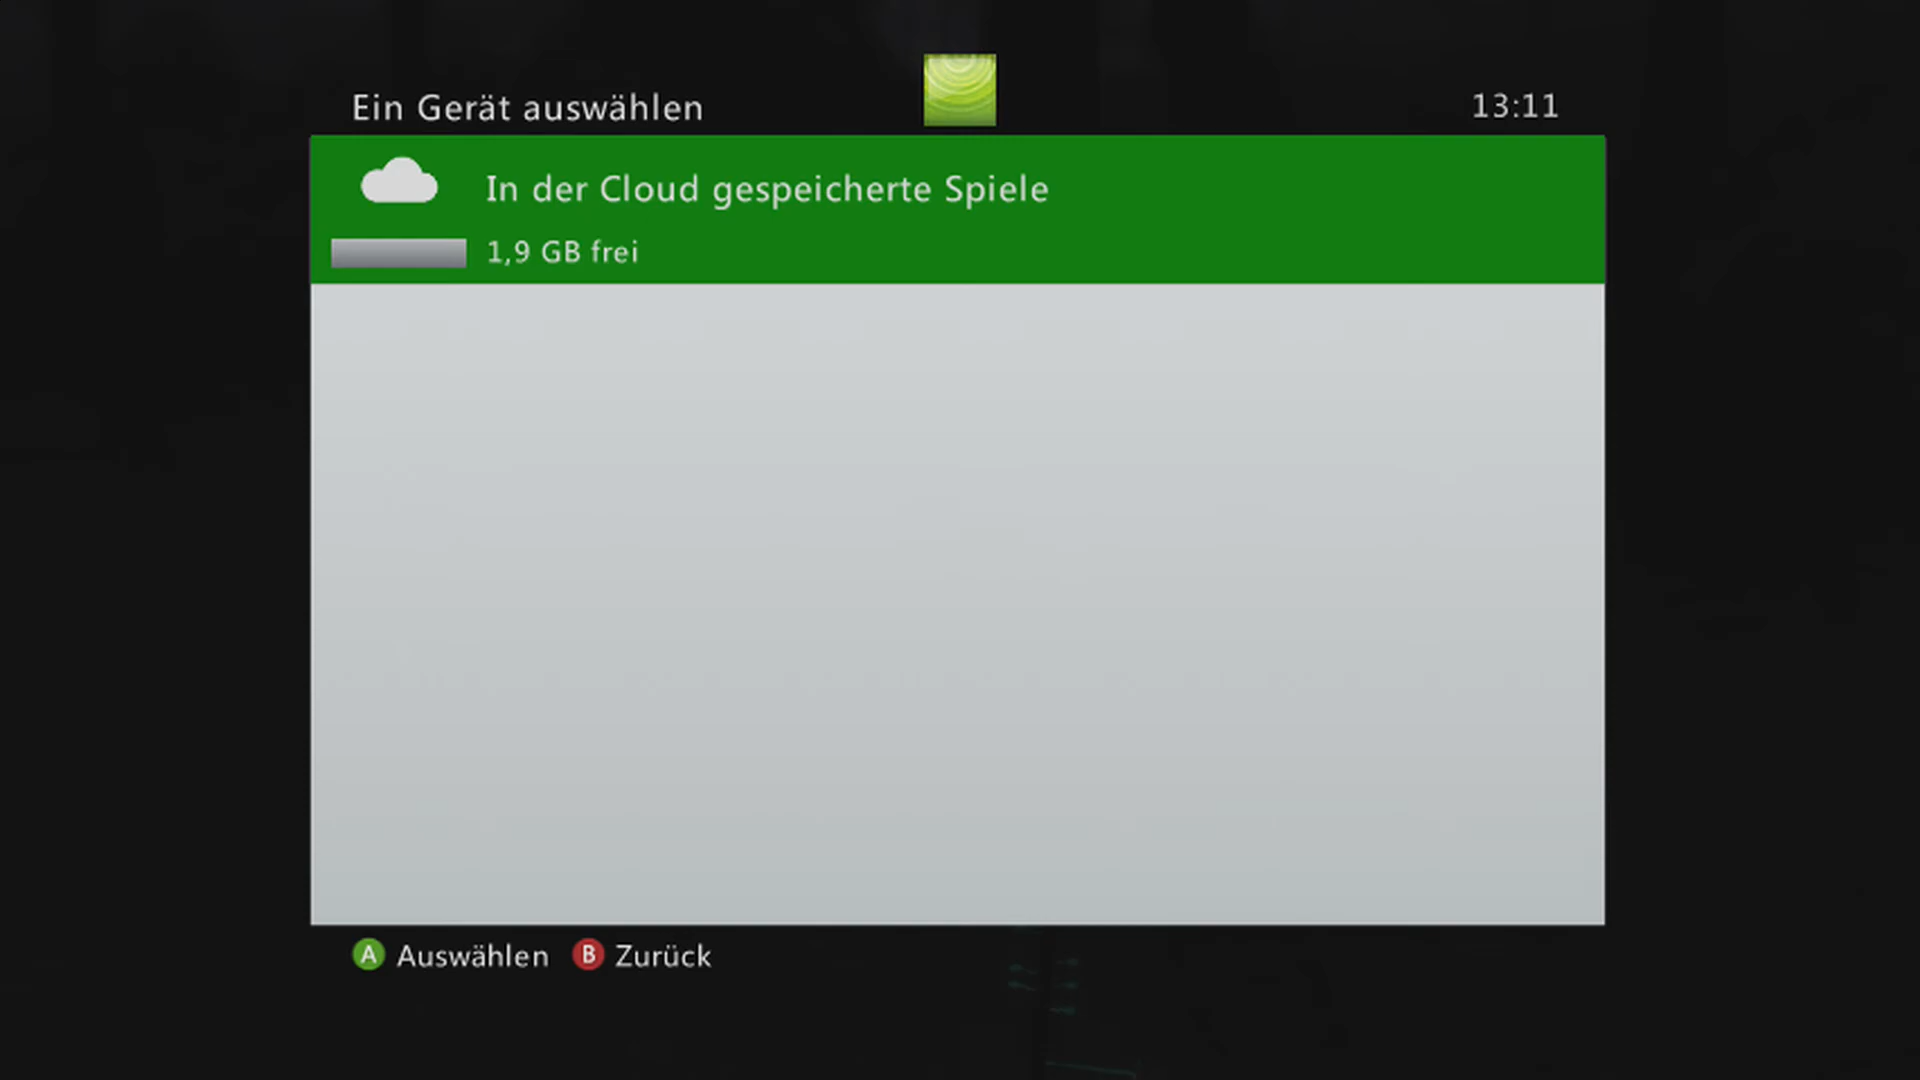 Ein Gerät auswählen
13:11
In der Cloud gespeicherte Spiele
1,9 GB frei
A Auswählen B Zurück